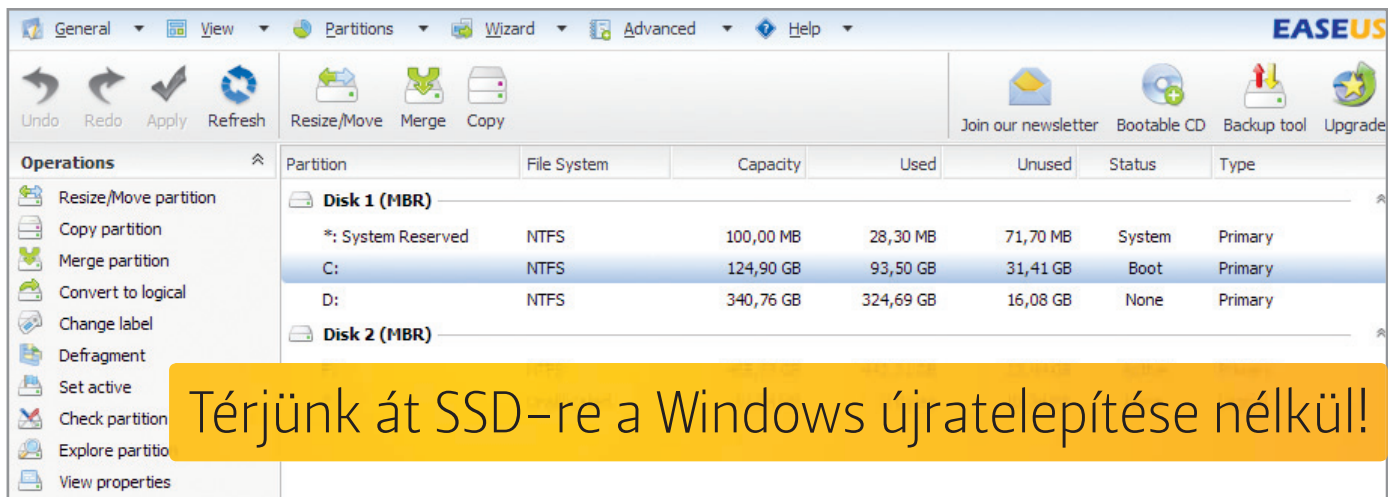 General View Partitions Wizard Advanced Help EASEUS
Undo Redo Apply Refresh Resize/Move Merge Copy Join our newsletter Bootable CD Backup tool Upgrade
Operations Partition File System Capacity Used Unused Status Type
Resize/Move partition Disk 1 (MBR)
Copy partition *: System Reserved NTFS 100,00 MB 28,30 MB 71,70 MB System Primary
Merge partition C: NTFS 124,90 GB 93,50 GB 31,41 GB Boot Primary
Convert to logical D: NTFS 340,76 GB 324,69 GB 16,08 GB None Primary
Change label Disk 2 (MBR)
Defragment
Set active
Check partition
Térjünk át SSD-re a Windows újratelepítése nélkül!
Explore partition
View properties